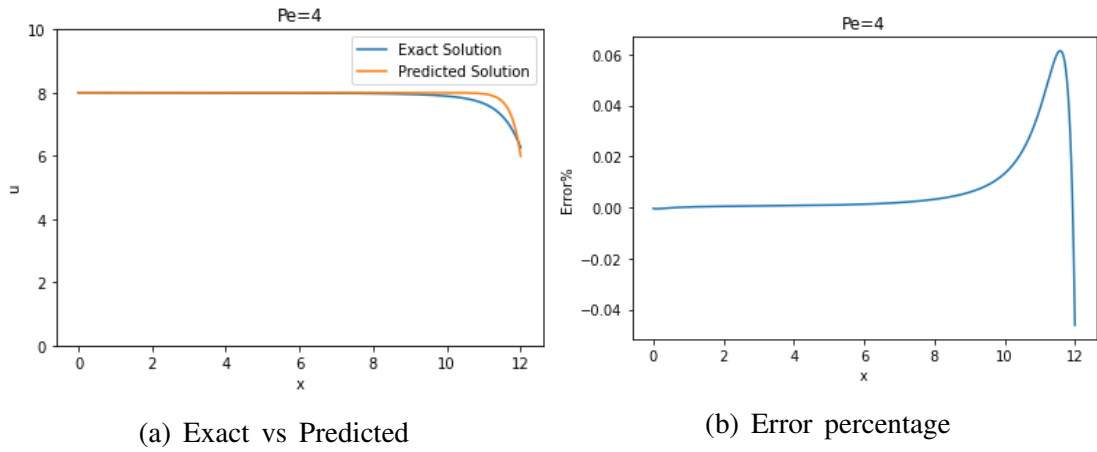 Pe=4
10
8
6
4
2
0
u
Exact Solution
Predicted Solution
0 2 4 6 8 10 12
x
(a) Exact vs Predicted
Pe=4
0.06
0.04
0.02
0.00
−0.02
−0.04
Error%
0 2 4 6 8 10 12
x
(b) Error percentage